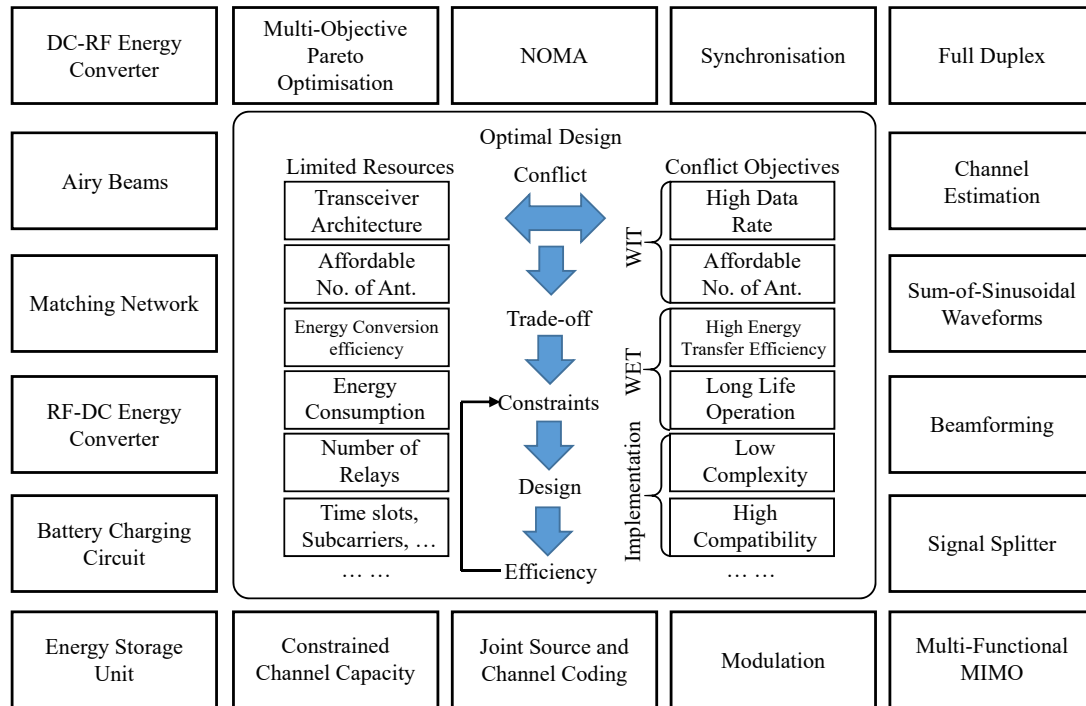 DC-RF Energy
Converter
Multi-Objective
Pareto
Optimisation
NOMA
Synchronisation
Full Duplex
Airy Beams
Matching Network
RF-DC Energy
Converter
Battery Charging
Circuit
Optimal Design
Limited Resources
Transceiver
Architecture
Affordable
No. of Ant.
Energy Conversion
efficiency
Energy
Consumption
Number of
Relays
Time slots,
Subcarriers, …
… …
Conflict
Trade-off
Constraints
Design
Efficiency
Conflict Objectives
WIT
High Data
Rate
Affordable
No. of Ant.
WET
High Energy
Transfer Efficiency
Long Life
Operation
Implementation
Low
Complexity
High
Compatibility
… …
Channel
Estimation
Sum-of-Sinusoidal
Waveforms
Beamforming
Signal Splitter
Energy Storage
Unit
Constrained
Channel Capacity
Joint Source and
Channel Coding
Modulation
Multi-Functional
MIMO